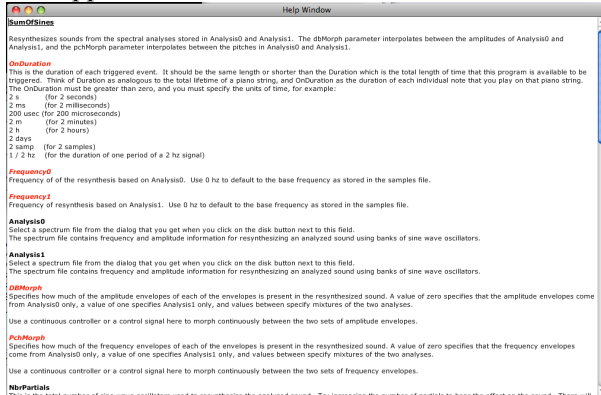 Help Window
SumOfSines
Resynthesizes sounds from the spectral analyses stored in Analysis0 and Analysis1. The dbMorph parameter interpolates between the amplitudes of Analysis0 and
Analysis1, and the pchMorph parameter interpolates between the pitches in Analysis0 and Analysis1.
OnDuration
This is the duration of each triggered event. It should be the same length or shorter than the Duration which is the total length of time that this program is available to be
triggered. Think of Duration as analogous to the total lifetime of a piano string, and OnDuration as the duration of each individual note that you play on that piano string.
The OnDuration must be greater than zero, and you must specify the units of time, for example:
2 s (for 2 seconds)
2 ms (for 2 milliseconds)
200 usec (for 200 microseconds)
2 m (for 2 minutes)
2 h (for 2 hours)
2 days
2 samp (for 2 samples)
1 / 2 hz (for the duration of one period of a 2 hz signal)
Frequency0
Frequency of of the resynthesis based on Analysis0. Use 0 hz to default to the base frequency as stored in the samples file.
Frequency1
Frequency of resynthesis based on Analysis1. Use 0 hz to default to the base frequency as stored in the samples file.
Analysis0
Select a spectrum file from the dialog that you get when you click on the disk button next to this field.
The spectrum file contains frequency and amplitude information for resynthesizing an analyzed sound using banks of sine wave oscillators.
Analysis1
Select a spectrum file from the dialog that you get when you click on the disk button next to this field.
The spectrum file contains frequency and amplitude information for resynthesizing an analyzed sound using banks of sine wave oscillators.
DBMorph
Specifies how much of the amplitude envelopes of each of the envelopes is present in the resynthesized sound. A value of zero specifies that the amplitude envelopes come
from Analysis0 only, a value of one specifies Analysis1 only, and values between specify mixtures of the two analyses.
Use a continuous controller or a control signal here to morph continuously between the two sets of amplitude envelopes.
PchMorph
Specifies how much of the frequency envelopes of each of the envelopes is present in the resynthesized sound. A value of zero specifies that the frequency envelopes
come from Analysis0 only, a value of one specifies Analysis1 only, and values between specify mixtures of the two analyses.
Use a continuous controller or a control signal here to morph continuously between the two sets of frequency envelopes.
NbrPartials